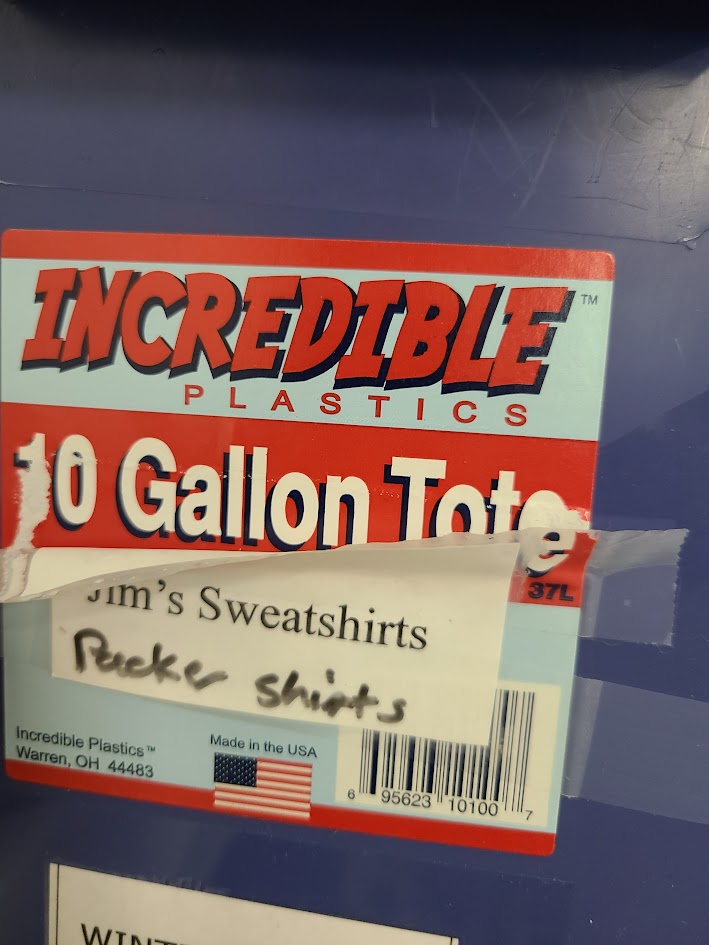 INCREDIBLE™
PLASTICS
10 Gallon Tote
37L
Jim's Sweatshirts
Packer shirts
Incredible Plastics™
Warren, OH 44483
Made in the USA
6 95623 10100 7